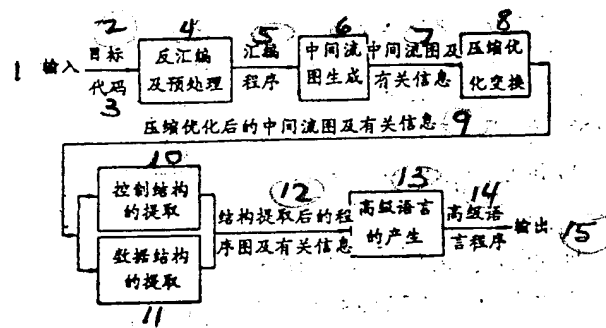 2 4 5 6 7 8
1 输入 目标 反汇编 汇编 中间流 中间流图及 压缩优
代码 及预处理 程序 图生成 有关信息 化变换
3
压缩优化后的中间流图及有关信息 9
10
控制结构 12 13 14
的提取 结构提取后的程 高级语言 高级语 输出 15
数据结构 序图及有关信息 的产生 言程序
的提取
11